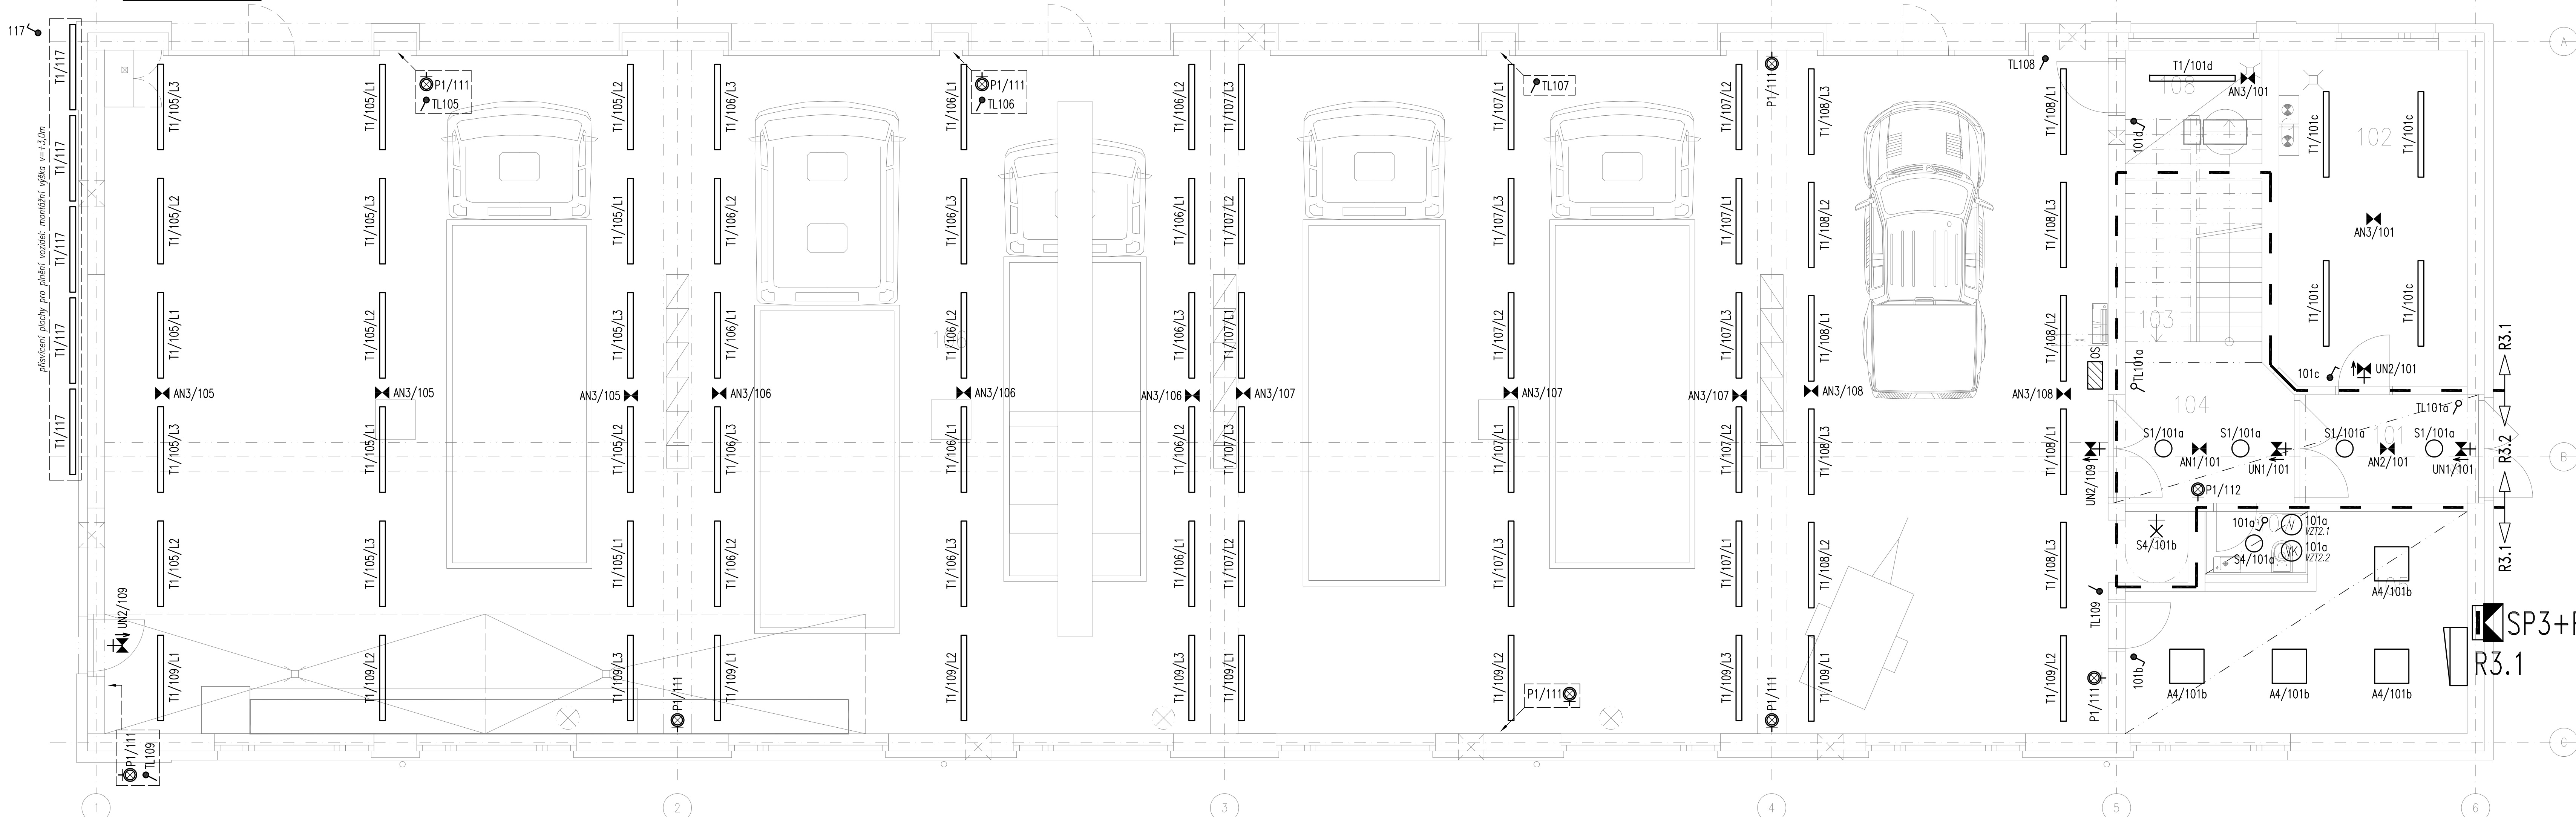 117
T1/117
T1/117
T1/117
T1/117
T1/117
přisvícení plochy pro plnění vozidel: montážní výška v=+3,0m
T1/105/L3
T1/105/L2
T1/105/L1
AN3/105
T1/105/L3
T1/105/L2
T1/109/L1
UN2/109
P1/111
TL109
T1/105/L1
T1/105/L3
T1/105/L2
AN3/105
T1/105/L1
T1/105/L3
T1/109/L2
P1/111
TL105
T1/105/L2
T1/105/L1
T1/105/L3
AN3/105
T1/105/L2
T1/105/L1
T1/109/L3
P1/111
T1/106/L3
T1/106/L2
T1/106/L1
AN3/106
T1/106/L3
T1/106/L2
T1/109/L1
T1/106/L1
T1/106/L3
T1/106/L2
AN3/106
T1/106/L1
T1/106/L3
T1/109/L2
P1/111
TL106
T1/106/L2
T1/106/L1
T1/106/L3
AN3/106
T1/106/L2
T1/106/L1
T1/109/L3
T1/107/L3
T1/107/L2
T1/107/L1
AN3/107
T1/107/L3
T1/107/L2
T1/109/L1
T1/107/L1
T1/107/L3
T1/107/L2
AN3/107
T1/107/L1
T1/107/L3
T1/109/L2
TL107
P1/111
T1/107/L2
T1/107/L1
T1/107/L3
AN3/107
T1/107/L2
T1/107/L1
T1/109/L3
P1/111
P1/111
T1/108/L3
T1/108/L2
T1/108/L1
AN3/108
T1/108/L3
T1/108/L2
T1/109/L1
TL108
T1/108/L1
T1/108/L3
T1/108/L2
AN3/108
T1/108/L1
T1/108/L3
T1/109/L2
OS
UN2/109
TL109
P1/111
T1/101d
108
AN3/101
101d
T1/101c
102
T1/101c
AN3/101
T1/101c
T1/101c
103
101c
UN2/101
TL101a
104
TL101a
S1/101a
S1/101a
S1/101a
101
S1/101a
AN1/101
UN1/101
AN2/101
UN1/101
P1/112
S4/101b
101a
S4/101a
V
101a
VZT2.1
VK
101a
VZT2.2
A4/101b
101b
A4/101b
A4/101b
A4/101b
R3.1
R3.2
R3.1
R3.1
A
B
C
1
2
3
4
5
6